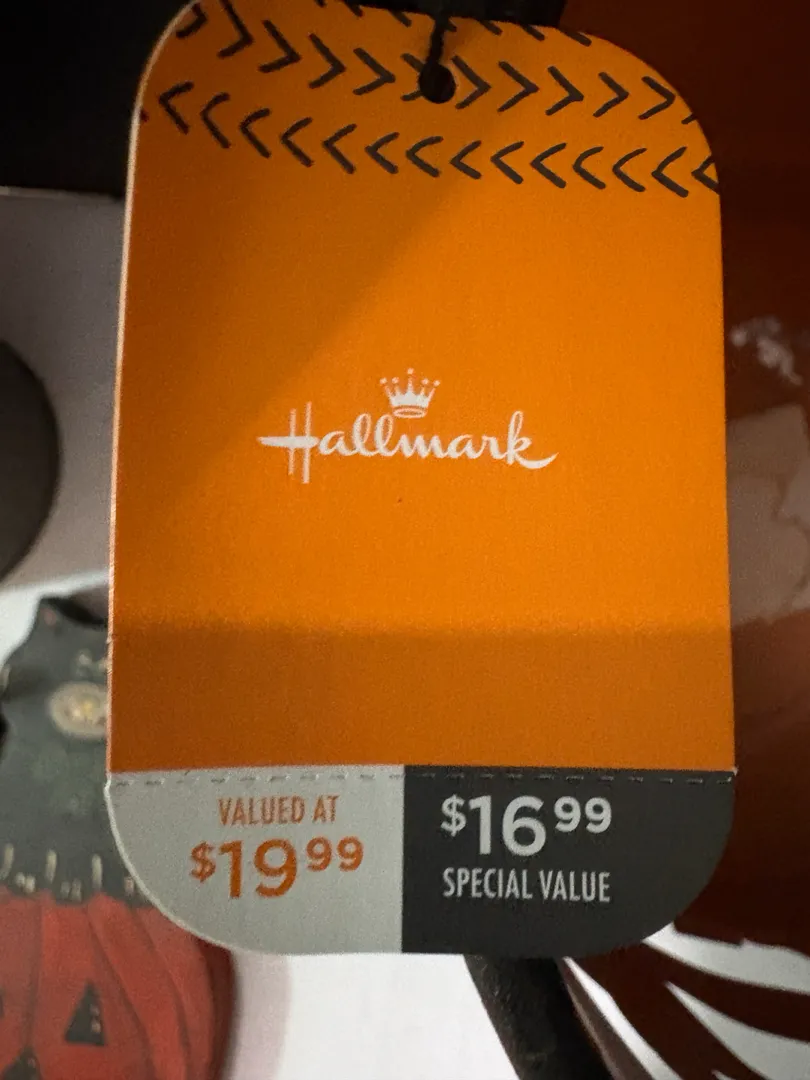 Hallmark
VALUED AT
$19.99
$16.99
SPECIAL VALUE